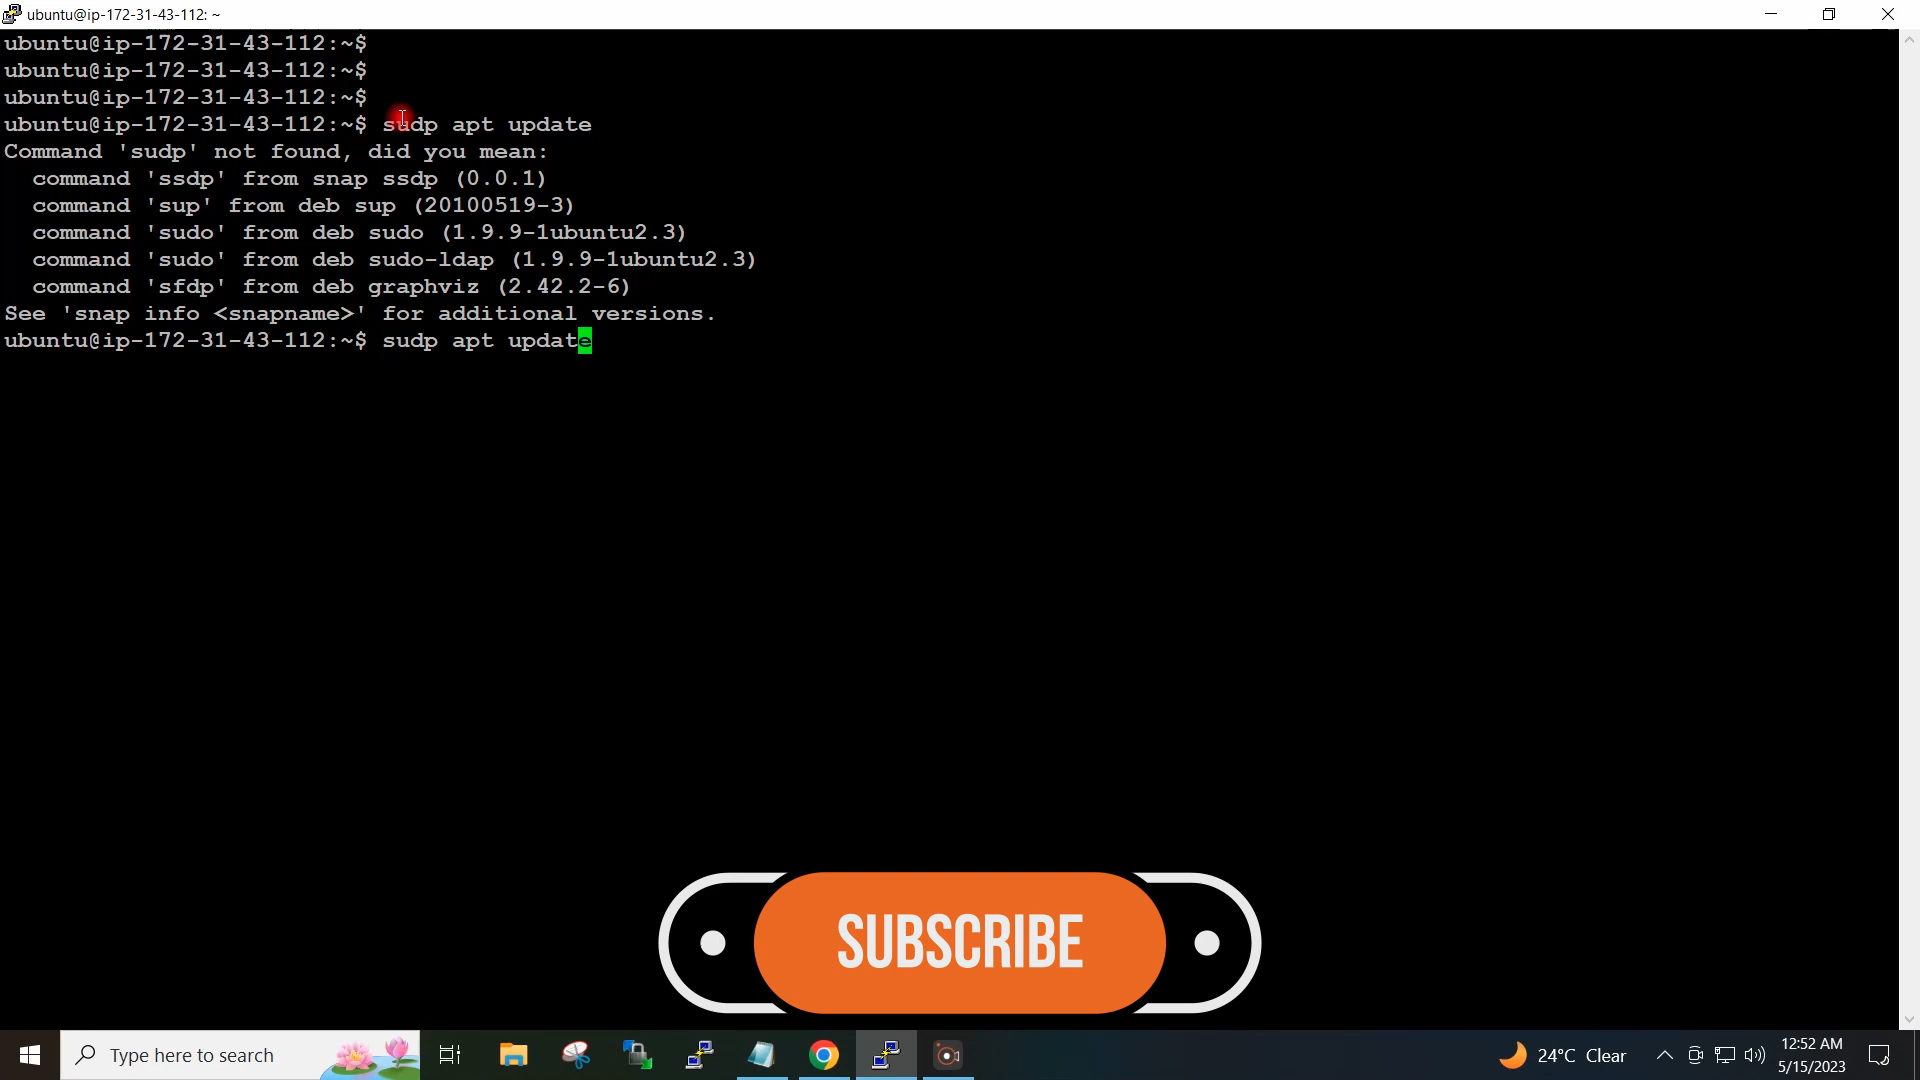 ubuntu@ip-172-31-43-112: ~
ubuntu@ip-172-31-43-112:~$
ubuntu@ip-172-31-43-112:~$
ubuntu@ip-172-31-43-112:~$
ubuntu@ip-172-31-43-112:~$ sudp apt update
Command 'sudp' not found, did you mean:
  command 'ssdp' from snap ssdp (0.0.1)
  command 'sup' from deb sup (20100519-3)
  command 'sudo' from deb sudo (1.9.9-1ubuntu2.3)
  command 'sudo' from deb sudo-ldap (1.9.9-1ubuntu2.3)
  command 'sfdp' from deb graphviz (2.42.2-6)
See 'snap info <snapname>' for additional versions.
ubuntu@ip-172-31-43-112:~$ sudp apt update
SUBSCRIBE
Type here to search
24°C Clear
12:52 AM
5/15/2023